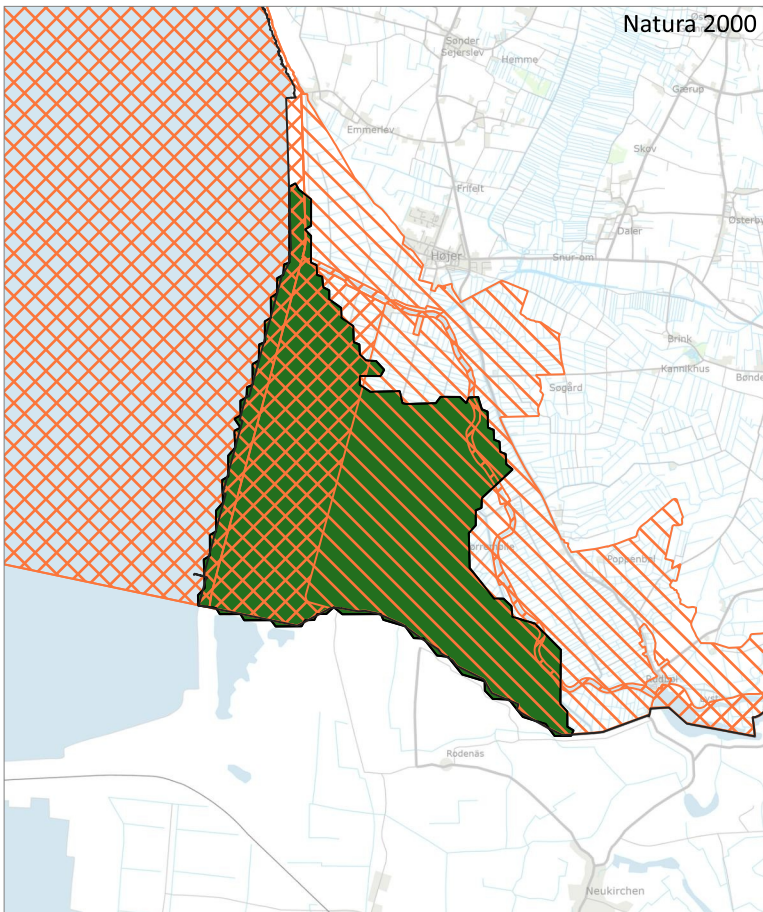 Natura 2000
Sønder
Sejerslev
Hemme
Gærup
Emmerlev
Skov
Frifelt
Daler
Østerby
Højer
Snur-om
Brink
Kannikhus
Bønde
Søgård
Poppenbøl
Rodenäs
Neukirchen